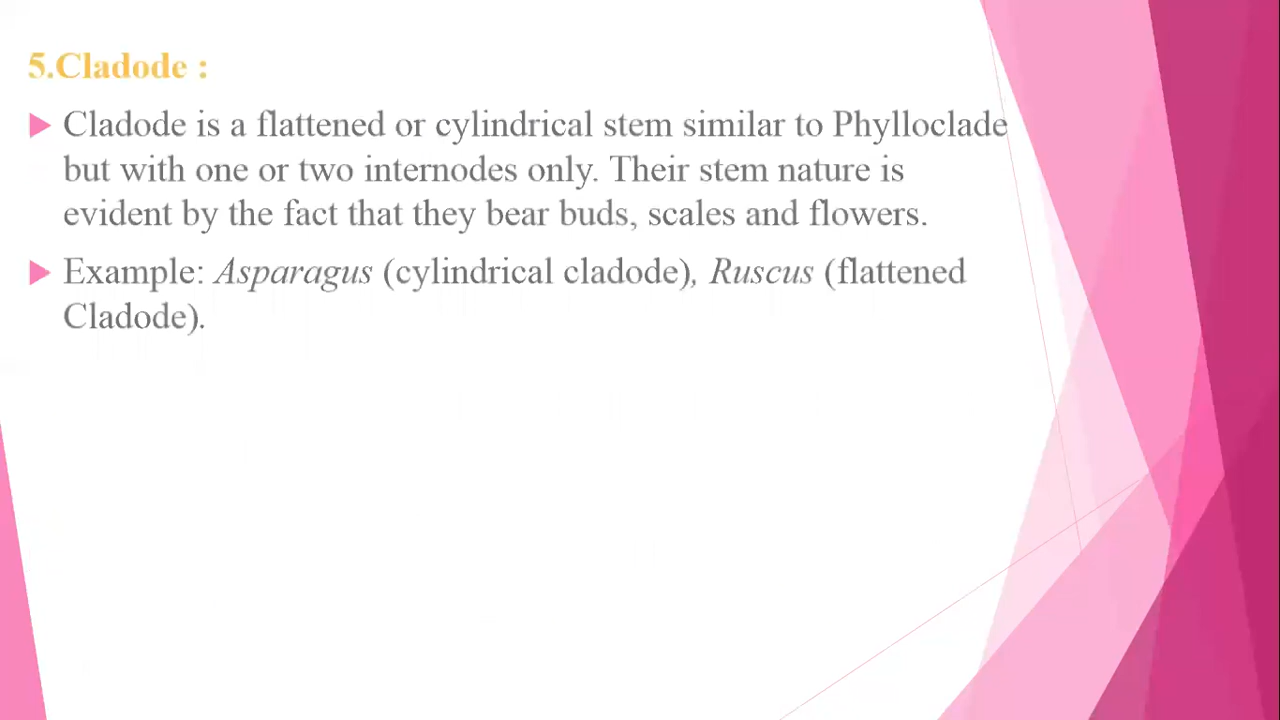 5.Cladode :
Cladode is a flattened or cylindrical stem similar to Phylloclade
but with one or two internodes only. Their stem nature is
evident by the fact that they bear buds, scales and flowers.
Example: Asparagus (cylindrical cladode), Ruscus (flattened
Cladode).